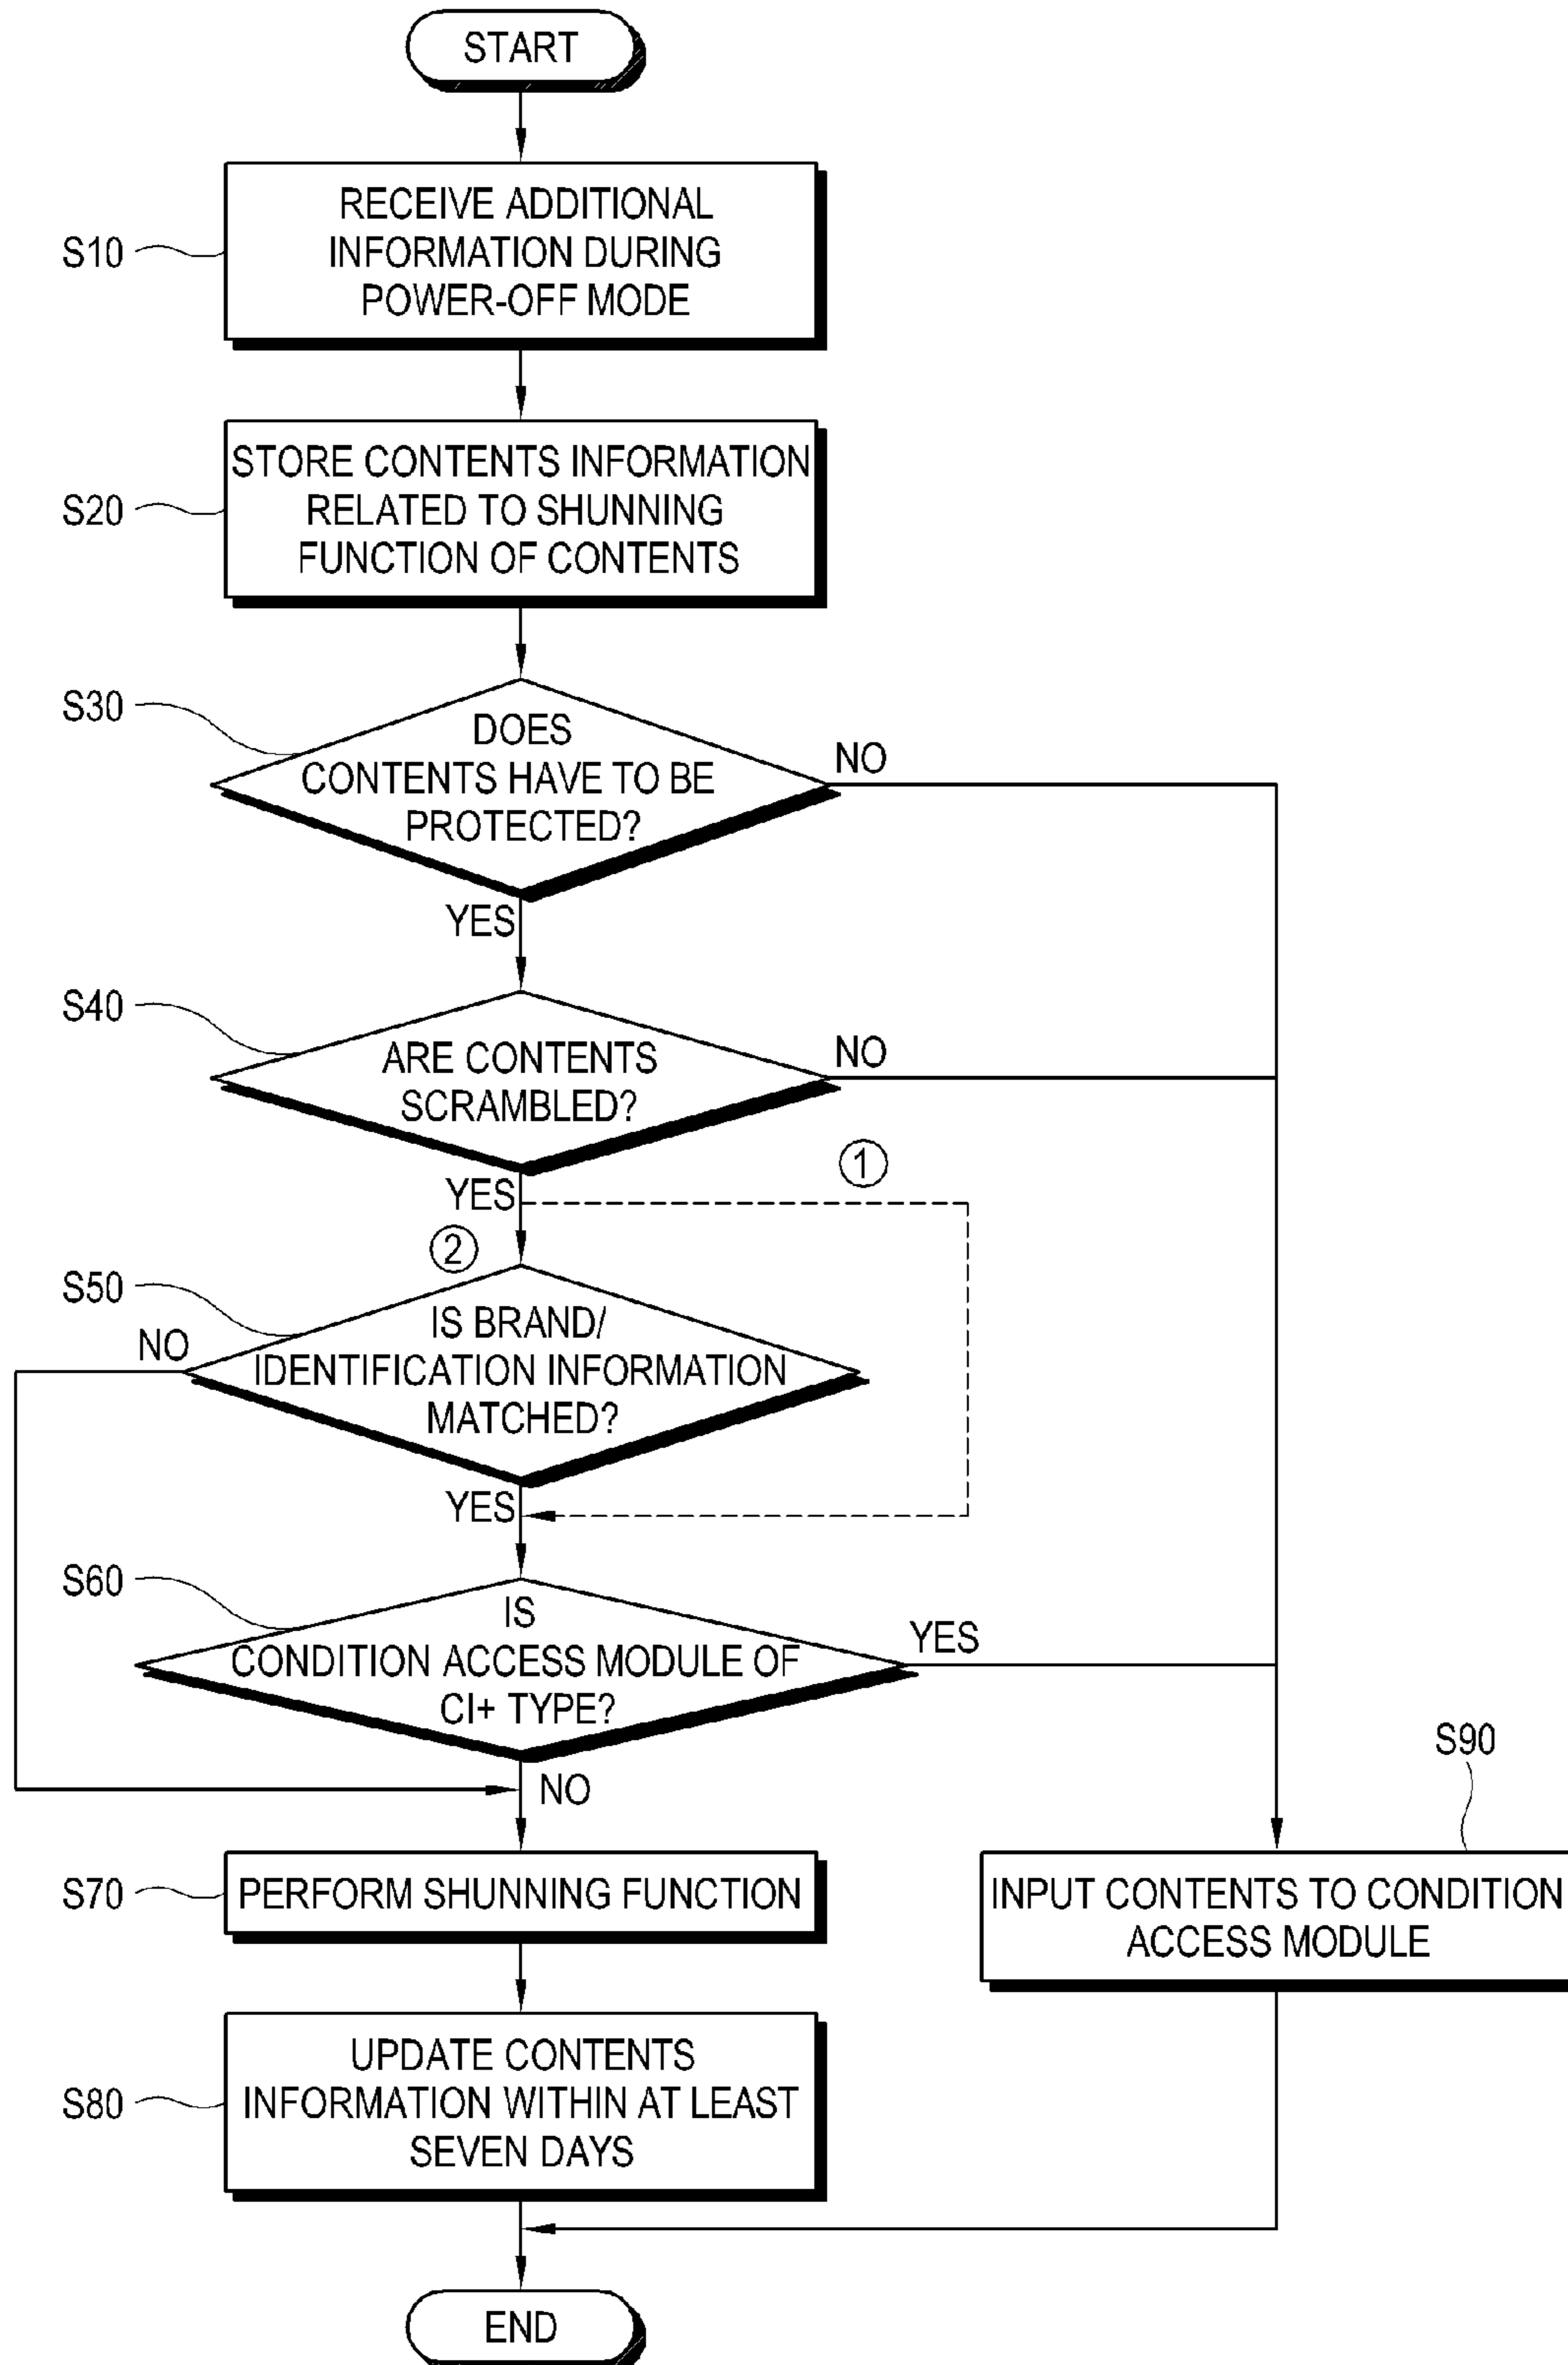 START
S10
RECEIVE ADDITIONAL
INFORMATION DURING
POWER-OFF MODE
S20
STORE CONTENTS INFORMATION
RELATED TO SHUNNING
FUNCTION OF CONTENTS
S30
DOES
CONTENTS HAVE TO BE
PROTECTED?
NO
YES
S40
ARE CONTENTS
SCRAMBLED?
NO
YES
①
②
S50
IS BRAND/
IDENTIFICATION INFORMATION
MATCHED?
NO
YES
S60
IS
CONDITION ACCESS MODULE OF
CI+ TYPE?
YES
NO
S70
PERFORM SHUNNING FUNCTION
S90
INPUT CONTENTS TO CONDITION
ACCESS MODULE
S80
UPDATE CONTENTS
INFORMATION WITHIN AT LEAST
SEVEN DAYS
END